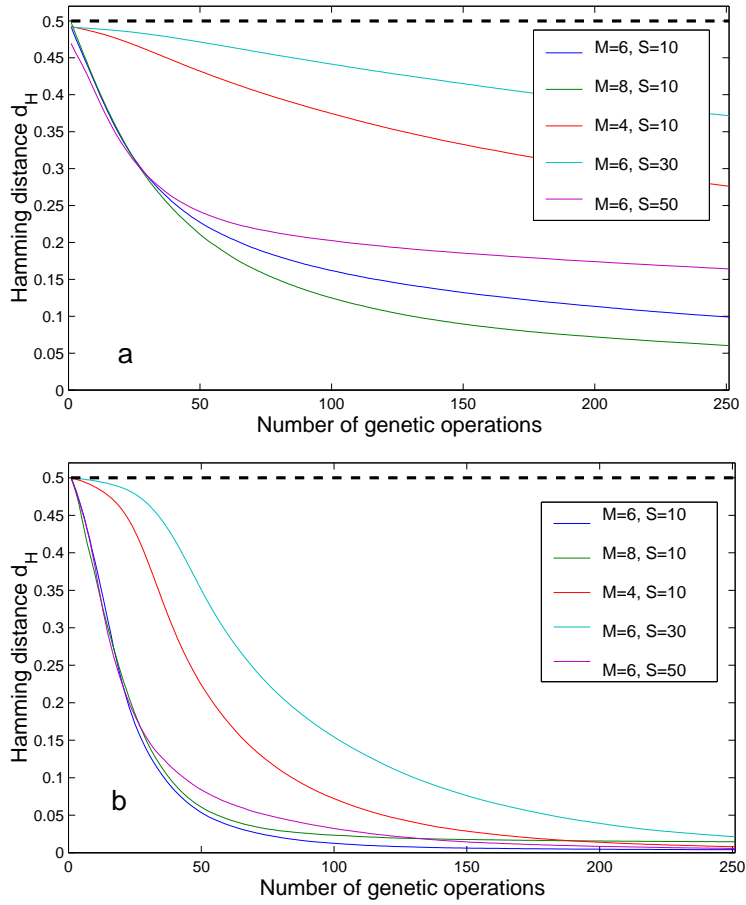 0.5
0.45
0.4
0.35
0.3
0.25
0.2
0.15
0.1
0.05
0
Hamming distance d_H
M=6, S=10
M=8, S=10
M=4, S=10
M=6, S=30
M=6, S=50
a
0 50 100 150 200 250
Number of genetic operations
0.5
0.45
0.4
0.35
0.3
0.25
0.2
0.15
0.1
0.05
0
Hamming distance d_H
M=6, S=10
M=8, S=10
M=4, S=10
M=6, S=30
M=6, S=50
b
0 50 100 150 200 250
Number of genetic operations